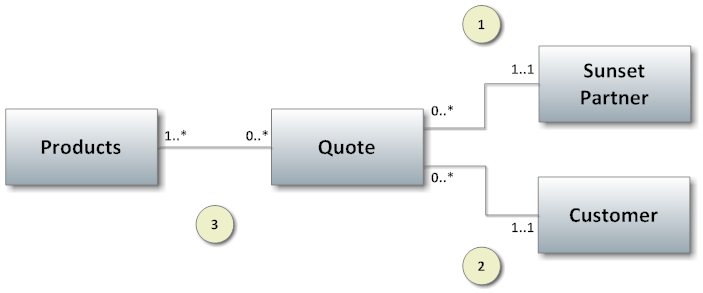 1
1..1
Sunset
Partner
0..*
Products
1..*
0..*
Quote
0..*
1..1
Customer
3
2